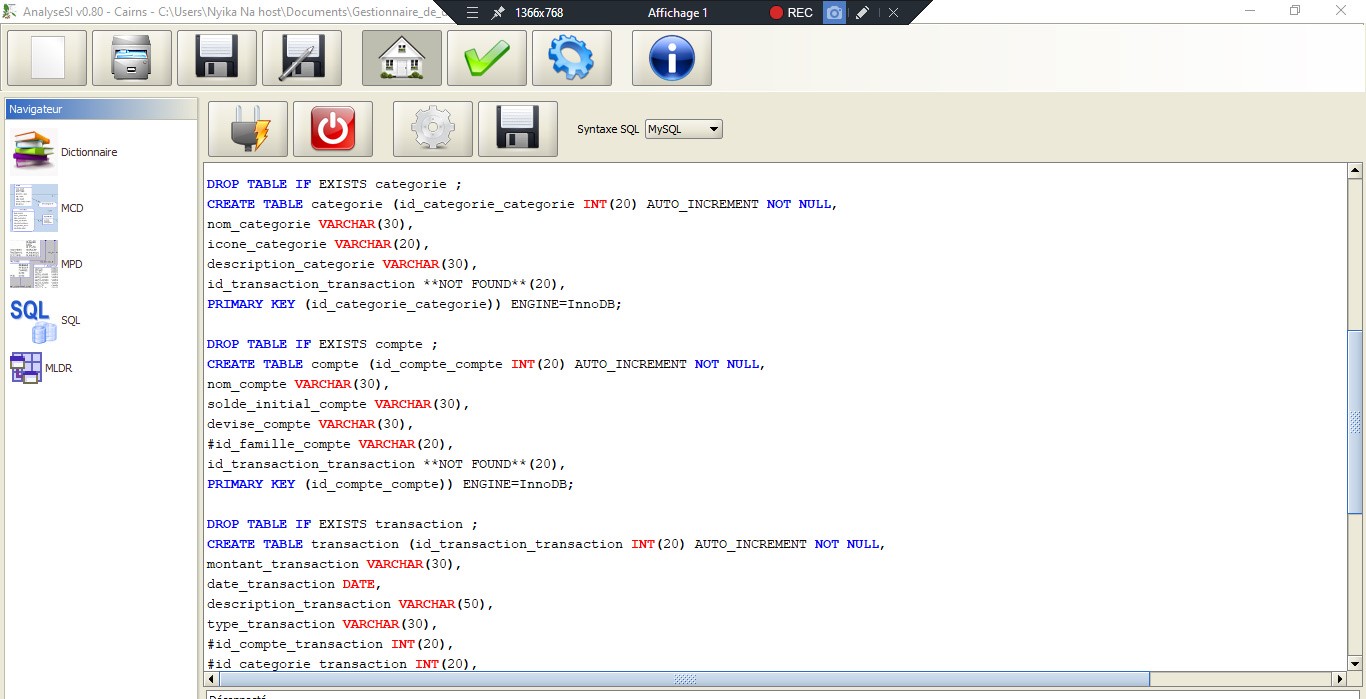 AnalyseSI v0.80 - Cairns - C:\Users\Nyika Na host\Documents\Gestionnaire_de_
1366x768
Affichage 1
REC
Navigateur
Dictionnaire
MCD
MPD
SQL
SQL
MLDR
Syntaxe SQL
MySQL
DROP TABLE IF EXISTS categorie ;
CREATE TABLE categorie (id_categorie_categorie INT(20) AUTO_INCREMENT NOT NULL,
nom_categorie VARCHAR(30),
icone_categorie VARCHAR(20),
description_categorie VARCHAR(30),
id_transaction_transaction **NOT FOUND**(20),
PRIMARY KEY (id_categorie_categorie)) ENGINE=InnoDB;
DROP TABLE IF EXISTS compte ;
CREATE TABLE compte (id_compte_compte INT(20) AUTO_INCREMENT NOT NULL,
nom_compte VARCHAR(30),
solde_initial_compte VARCHAR(30),
devise_compte VARCHAR(30),
#id_famille_compte VARCHAR(20),
id_transaction_transaction **NOT FOUND**(20),
PRIMARY KEY (id_compte_compte)) ENGINE=InnoDB;
DROP TABLE IF EXISTS transaction ;
CREATE TABLE transaction (id_transaction_transaction INT(20) AUTO_INCREMENT NOT NULL,
montant_transaction VARCHAR(30),
date_transaction DATE,
description_transaction VARCHAR(50),
type_transaction VARCHAR(30),
#id_compte_transaction INT(20),
#id_categorie_transaction INT(20),
Déconnecté